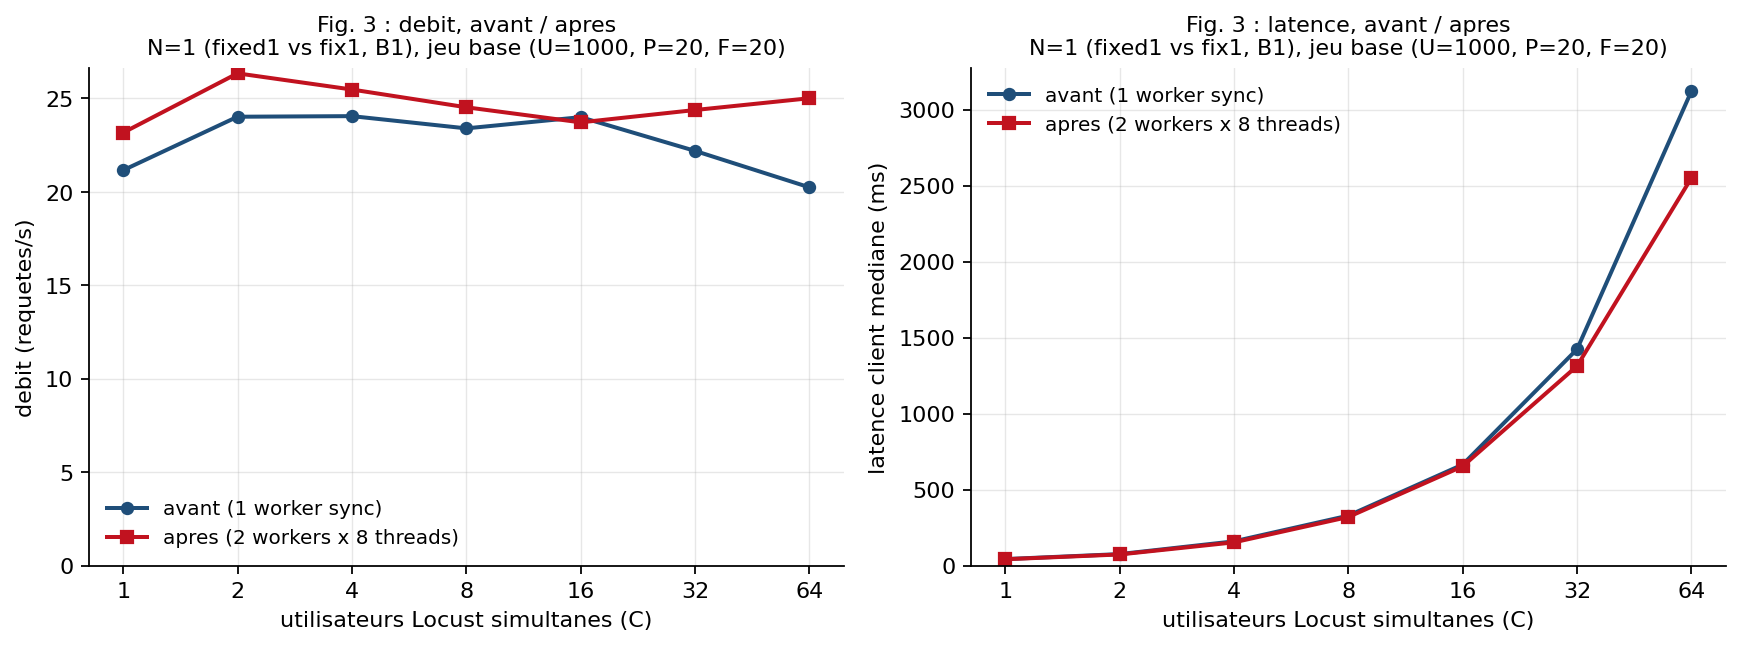 Fig. 3 : debit, avant / apres
N=1 (fixed1 vs fix1, B1), jeu base (U=1000, P=20, F=20)
debit (requetes/s)
25
20
15
10
5
0
avant (1 worker sync)
apres (2 workers x 8 threads)
1 2 4 8 16 32 64
utilisateurs Locust simultanes (C)
Fig. 3 : latence, avant / apres
N=1 (fixed1 vs fix1, B1), jeu base (U=1000, P=20, F=20)
latence client mediane (ms)
avant (1 worker sync)
apres (2 workers x 8 threads)
3000
2500
2000
1500
1000
500
0
1 2 4 8 16 32 64
utilisateurs Locust simultanes (C)